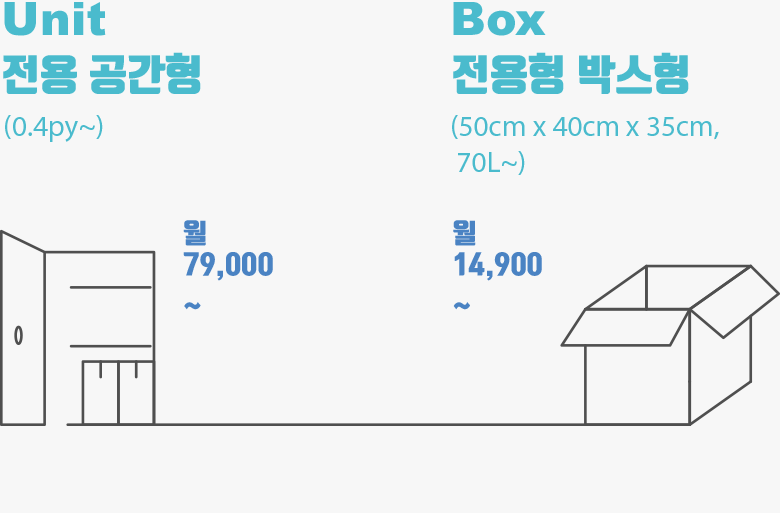 Unit
전용 공간형
(0.4py~)
월
79,000
~
Box
전용형 박스형
(50cm x 40cm x 35cm,
70L~)
월
14,900
~